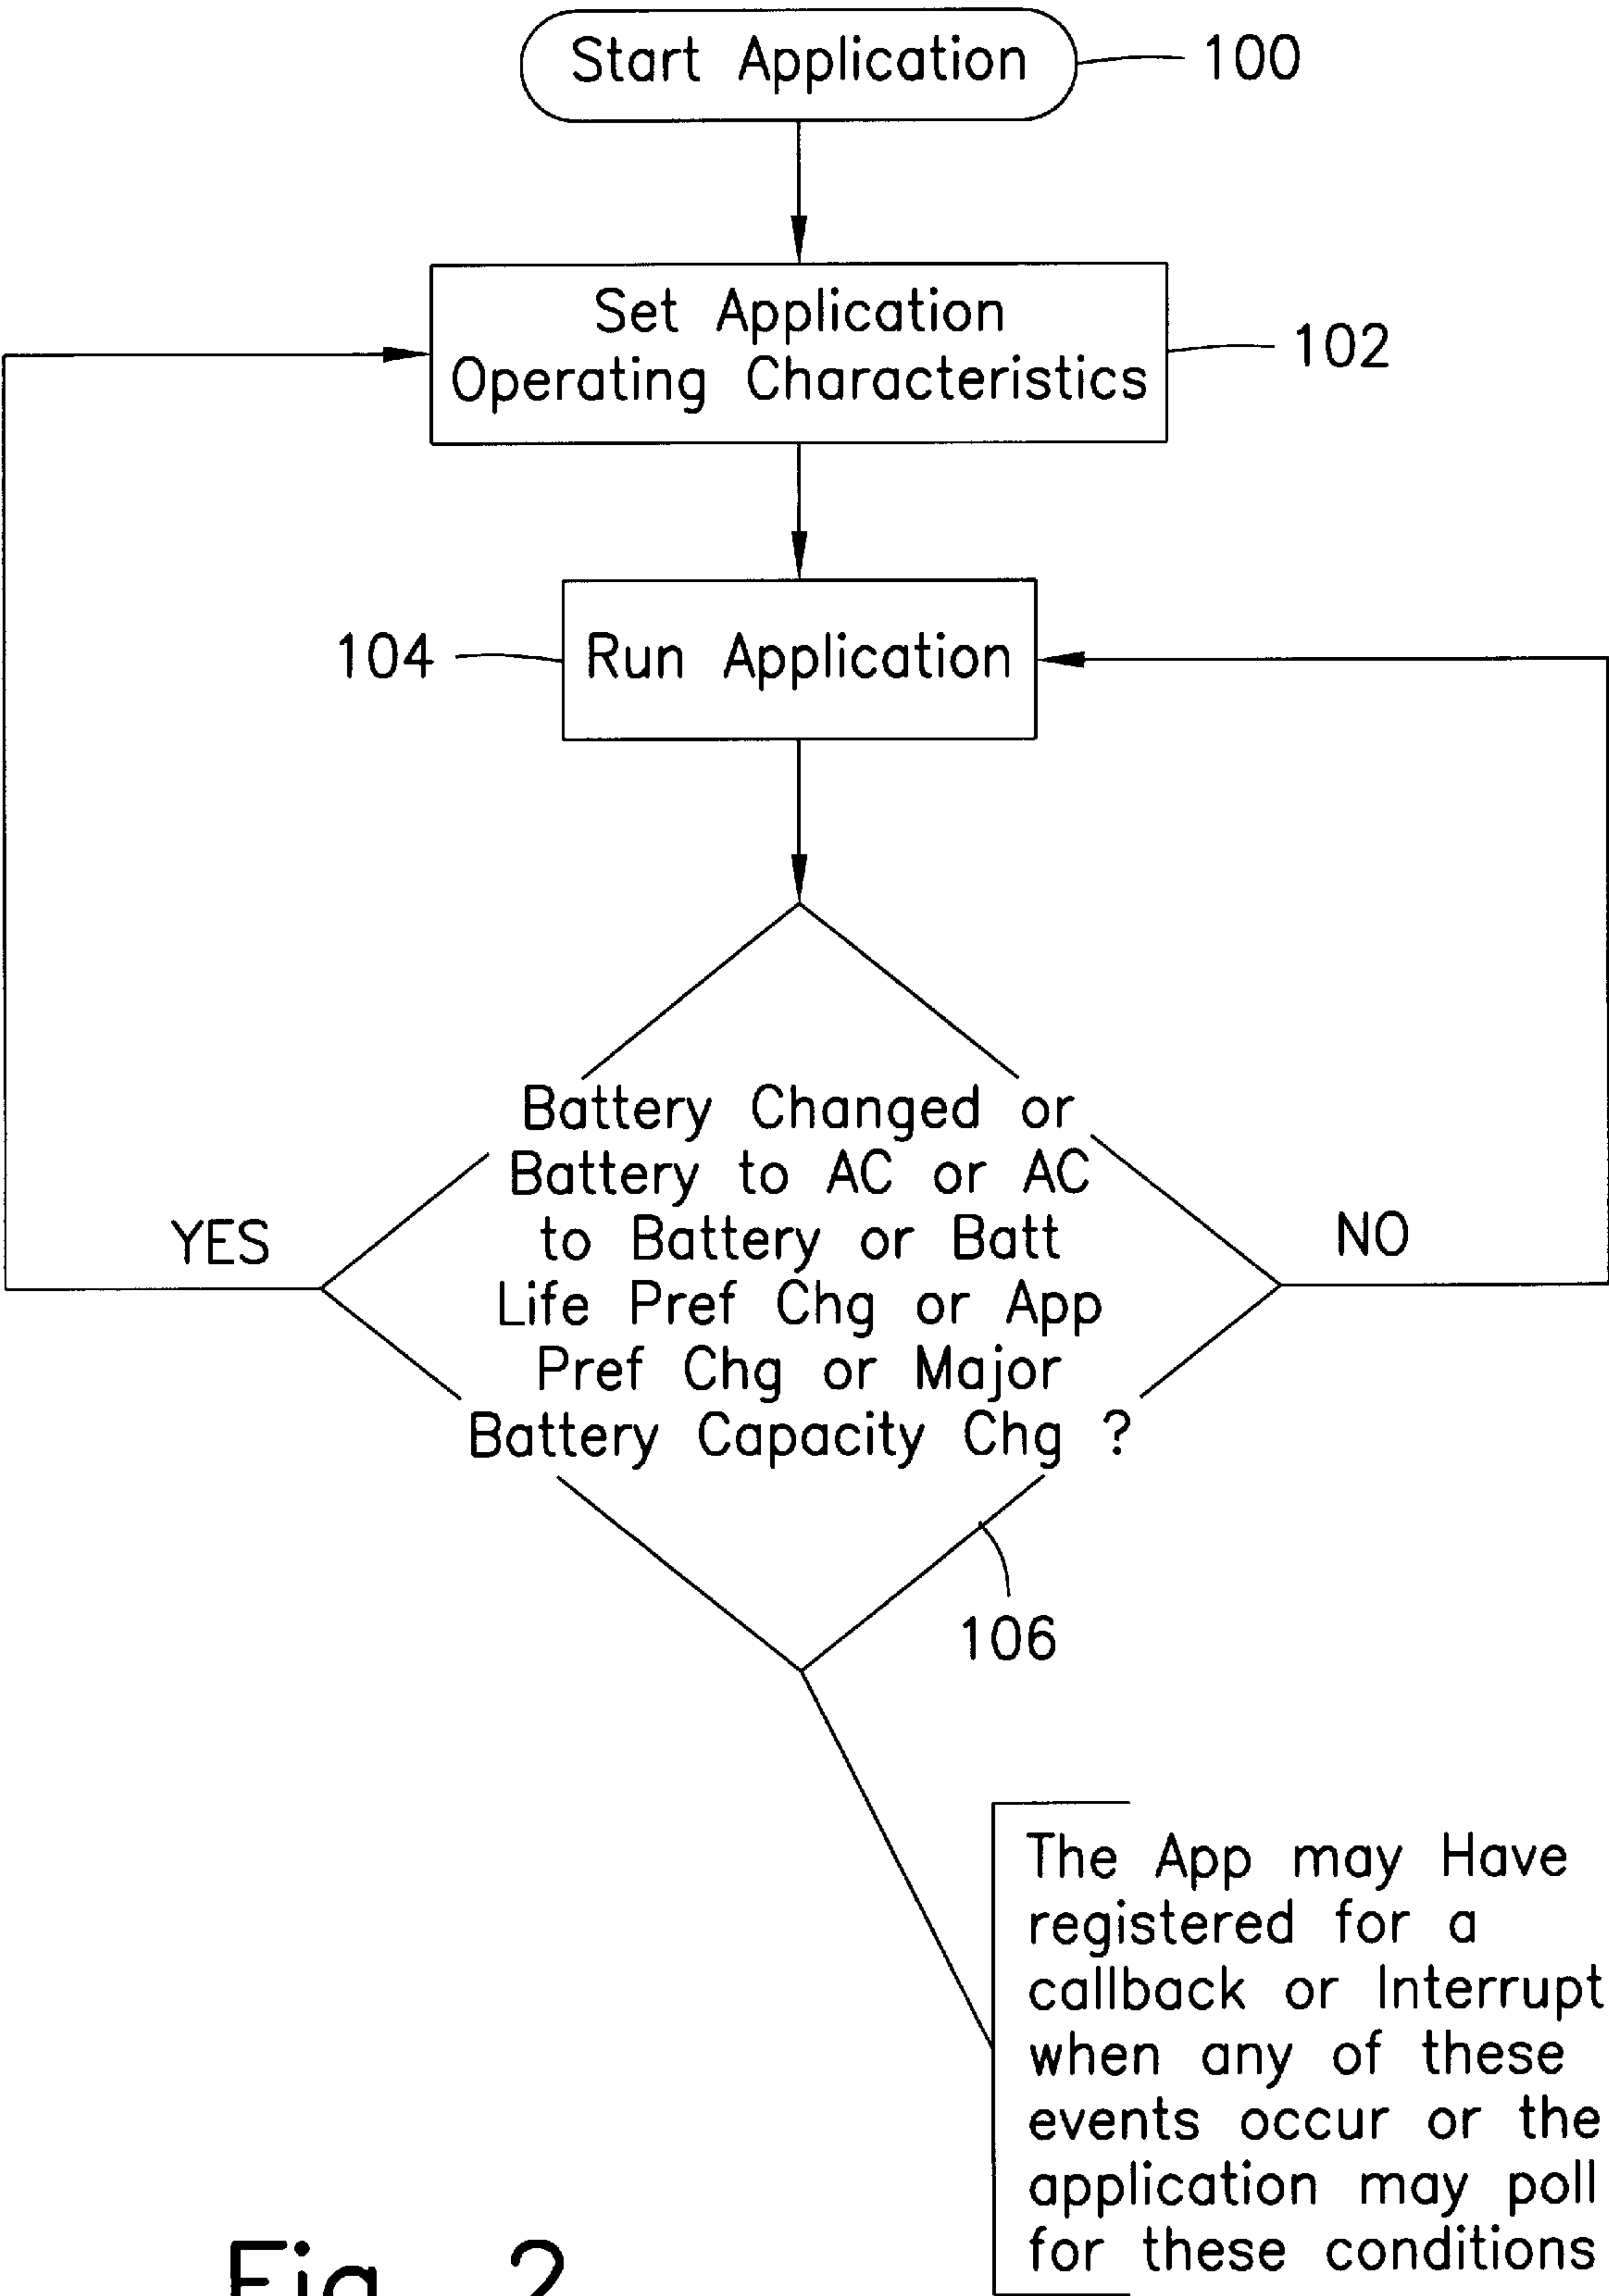 Start Application
100
Set Application
Operating Characteristics
102
104
Run Application
Battery Changed or
Battery to AC or AC
to Battery or Batt
Life Pref Chg or App
Pref Chg or Major
Battery Capacity Chg ?
YES
NO
106
The App may Have
registered for a
callback or Interrupt
when any of these
events occur or the
application may poll
for these conditions
Fig. 2